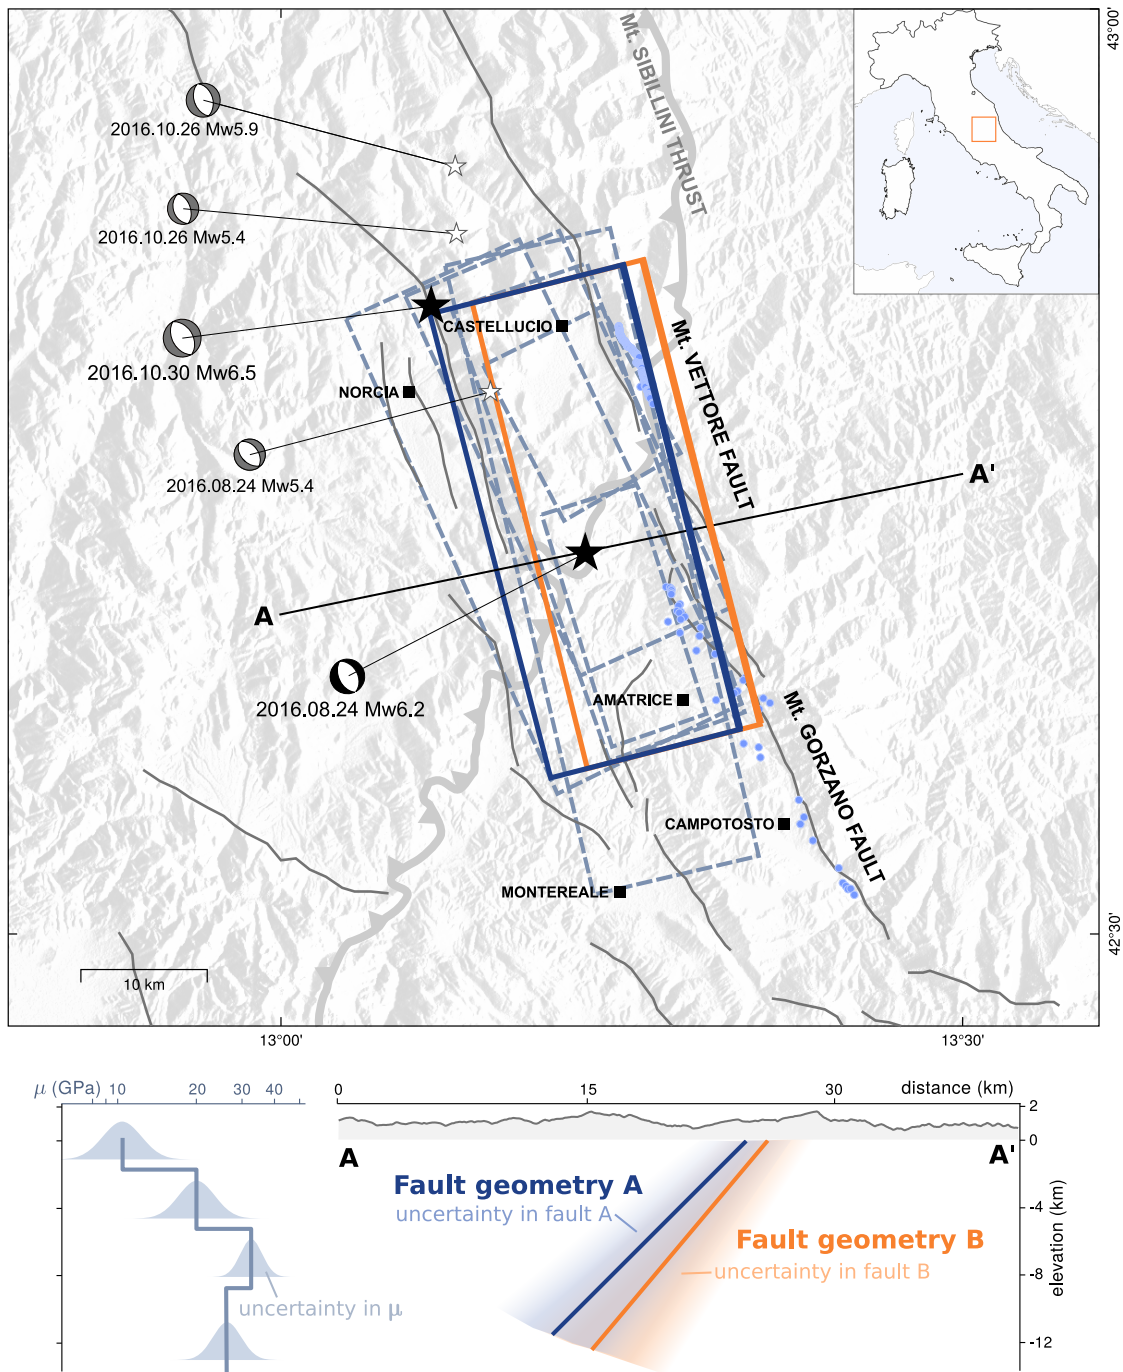 43°00'
Mt. SIBILLINI THRUST
2016.10.26 Mw5.9
2016.10.26 Mw5.4
CASTELLUCIO
2016.10.30 Mw6.5
NORCIA
Mt. VETTORE FAULT
2016.08.24 Mw5.4
A'
A
2016.08.24 Mw6.2
AMATRICE
Mt. GORZANO FAULT
CAMPOTOSTO
MONTEREALE
42°30'
10 km
13°00'
13°30'
μ (GPa)
10 20 30 40
0 15 30 distance (km)
2
0
-4
-8
-12
elevation (km)
A
A'
Fault geometry A
uncertainty in fault A
Fault geometry B
uncertainty in fault B
uncertainty in μ